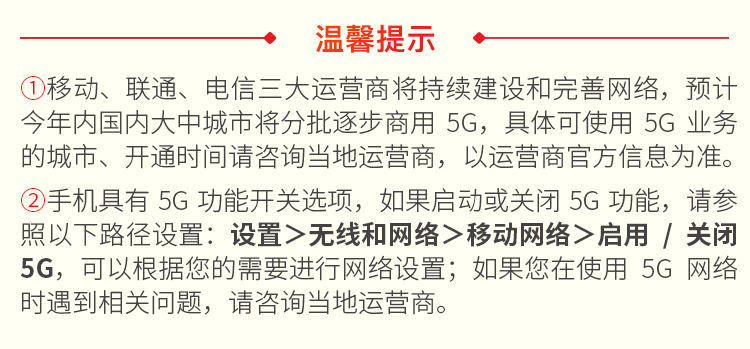 温馨提示
①移动、联通、电信三大运营商将持续建设和完善网络，预计
今年内国内大中城市将分批逐步商用 5G，具体可使用 5G 业务
的城市、开通时间请咨询当地运营商，以运营商官方信息为准。
②手机具有 5G 功能开关选项，如果启动或关闭 5G 功能，请参
照以下路径设置：设置＞无线和网络＞移动网络＞启用 / 关闭
5G，可以根据您的需要进行网络设置；如果您在使用 5G 网络
时遇到相关问题，请咨询当地运营商。